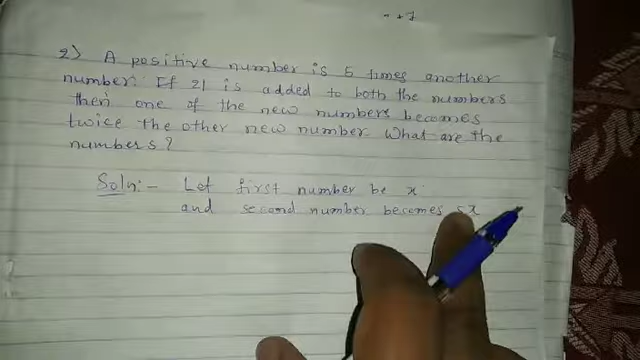 2) A positive number is 5 times another
number. If 21 is added to both the numbers
then one of the new numbers becomes
twice the other new number. What are the
numbers?
Soln:- Let first number be x
and second number becomes 5x